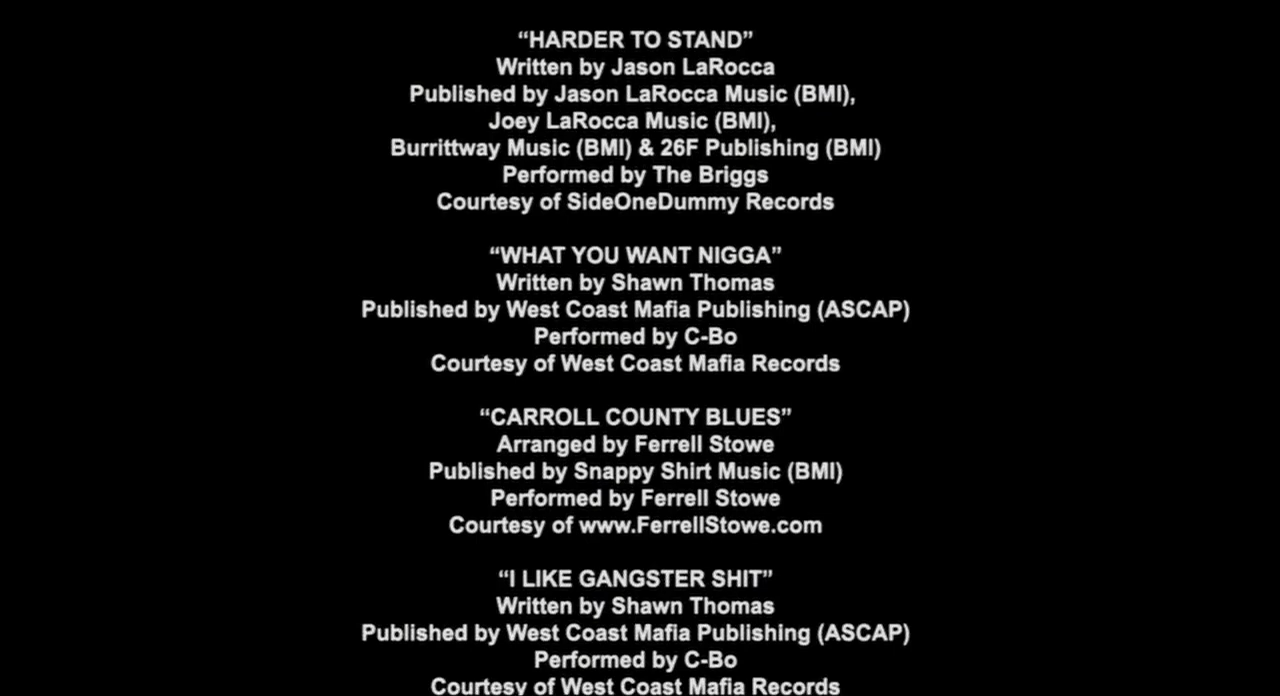 “HARDER TO STAND”
Written by Jason LaRocca
Published by Jason LaRocca Music (BMI),
Joey LaRocca Music (BMI),
Burrittway Music (BMI) & 26F Publishing (BMI)
Performed by The Briggs
Courtesy of SideOneDummy Records
“WHAT YOU WANT NIGGA”
Written by Shawn Thomas
Published by West Coast Mafia Publishing (ASCAP)
Performed by C-Bo
Courtesy of West Coast Mafia Records
“CARROLL COUNTY BLUES”
Arranged by Ferrell Stowe
Published by Snappy Shirt Music (BMI)
Performed by Ferrell Stowe
Courtesy of www.FerrellStowe.com
“I LIKE GANGSTER SHIT”
Written by Shawn Thomas
Published by West Coast Mafia Publishing (ASCAP)
Performed by C-Bo
Courtesy of West Coast Mafia Records